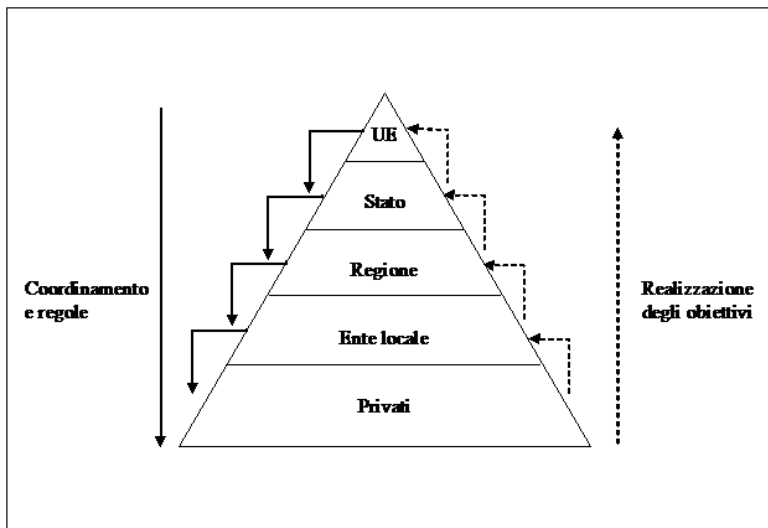 UE
Stato
Regione
Coordinamento
e regole
Realizzazione
degli obiettivi
Ente locale
Privati